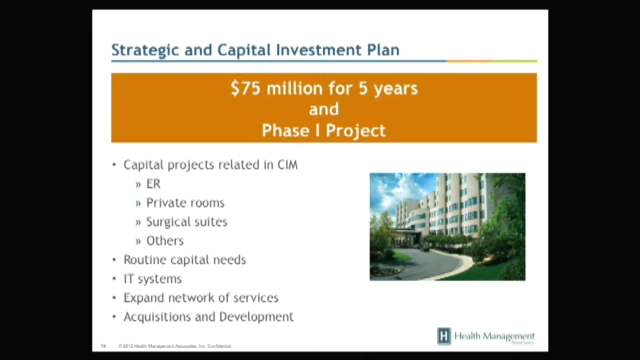 Strategic and Capital Investment Plan
$75 million for 5 years
and
Phase I Project
• Capital projects related in CIM
» ER
» Private rooms
» Surgical suites
» Others
• Routine capital needs
• IT systems
• Expand network of services
• Acquisitions and Development
© 2012 Health Management Associates, Inc. Confidential.
H Health Management
Associates